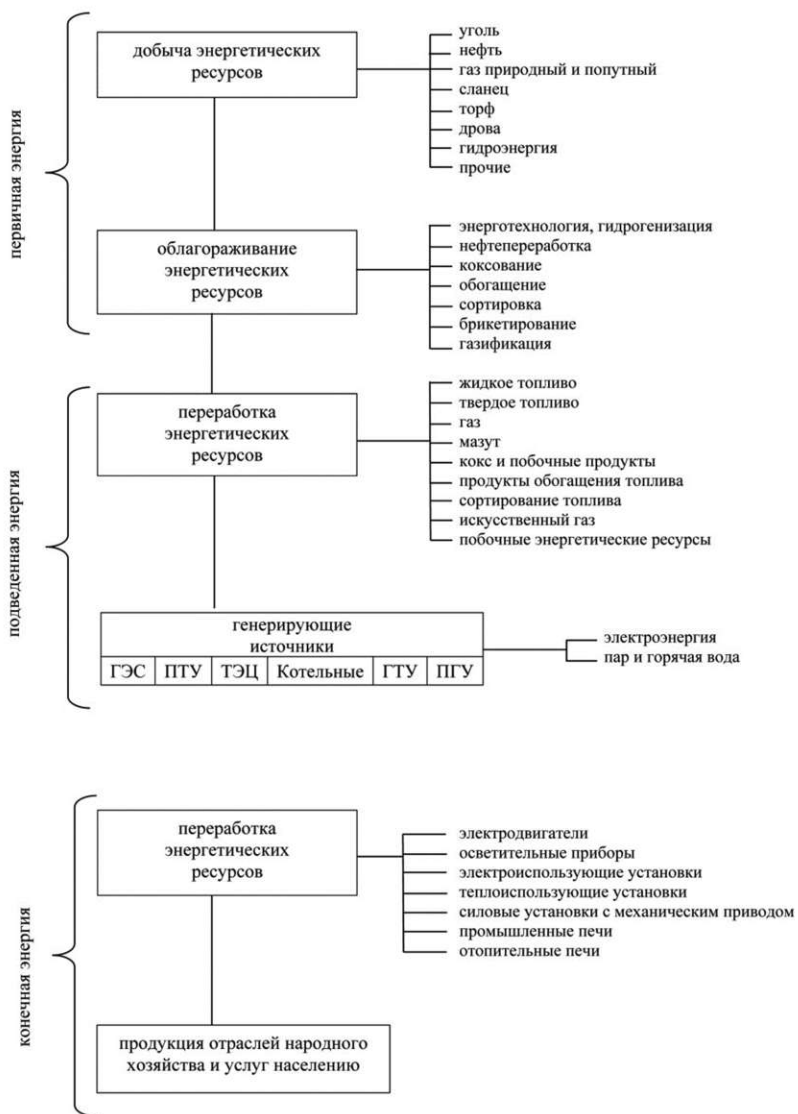 первичная энергия
добыча энергетических
ресурсов
уголь
нефть
газ природный и попутный
сланец
торф
дрова
гидроэнергия
прочие
облагораживание
энергетических
ресурсов
энерготехнология, гидрогенизация
нефтепереработка
коксование
обогащение
сортировка
брикетирование
газификация
подведенная энергия
переработка
энергетических
ресурсов
жидкое топливо
твердое топливо
газ
мазут
кокс и побочные продукты
продукты обогащения топлива
сортирование топлива
искусственный газ
побочные энергетические ресурсы
генерирующие
источники
ГЭС ПТУ ТЭЦ Котельные ГТУ ПГУ
электроэнергия
пар и горячая вода
конечная энергия
переработка
энергетических
ресурсов
электродвигатели
осветительные приборы
электроиспользующие установки
теплоиспользующие установки
силовые установки с механическим приводом
промышленные печи
отопительные печи
продукция отраслей народного
хозяйства и услуг населению